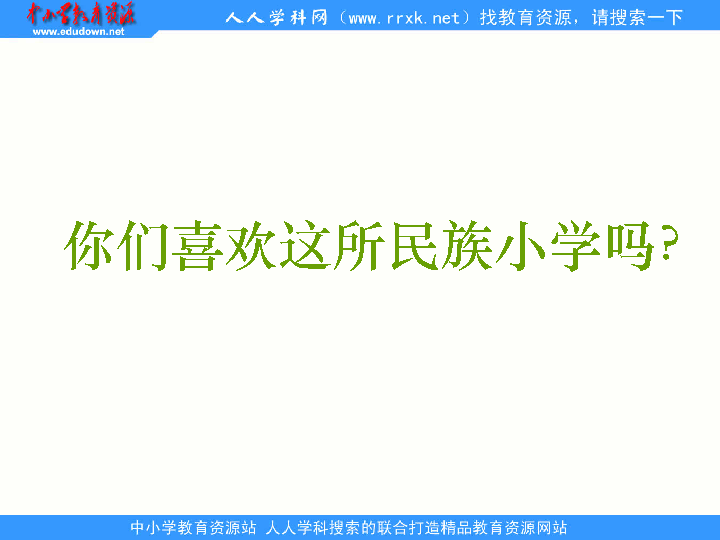 中小学教育资源
www.edudown.net
人人学科网（www.rrxk.net）找教育资源，请搜索一下
你们喜欢这所民族小学吗?
中小学教育资源站 人人学科搜索的联合打造精品教育资源网站